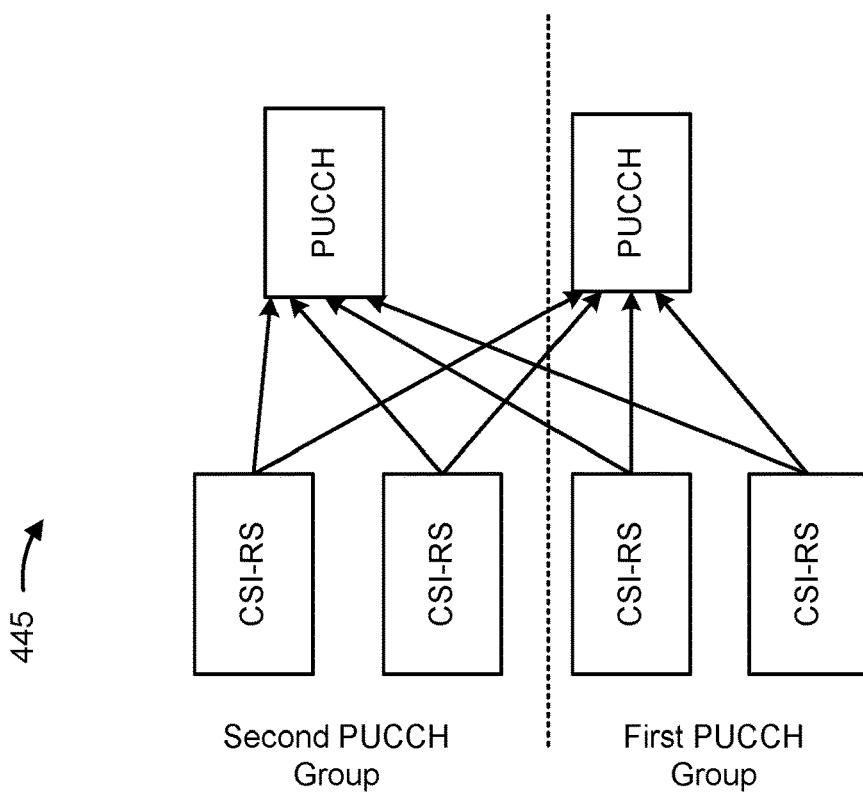 445
PUCCH
PUCCH
CSI-RS
CSI-RS
CSI-RS
CSI-RS
Second PUCCH
Group
First PUCCH
Group